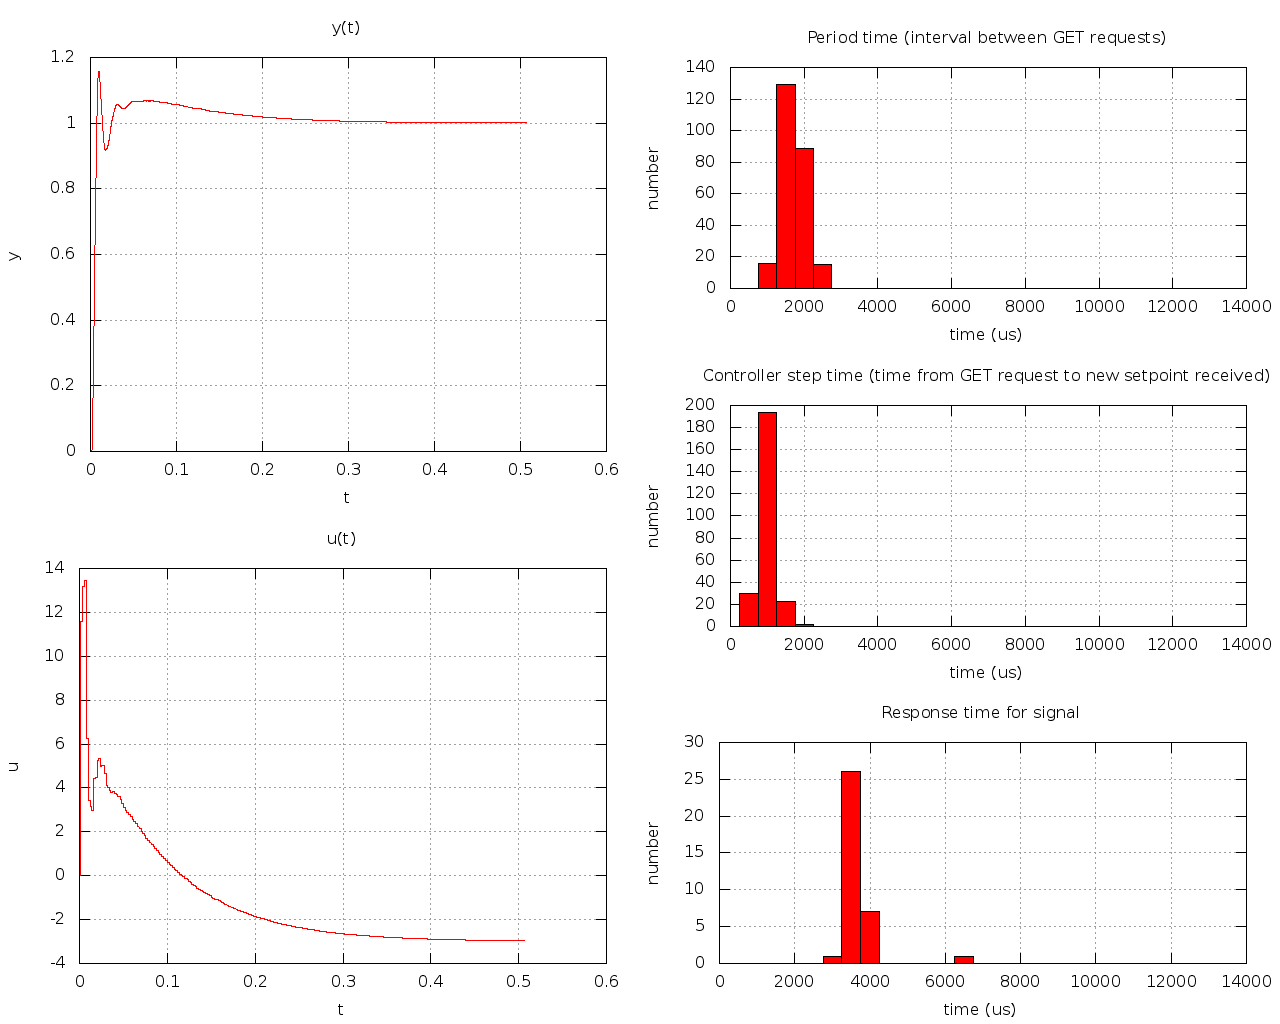 y(t)
1.2
1
0.8
0.6
0.4
0.2
0
y
0 0.1 0.2 0.3 0.4 0.5 0.6
t
u(t)
14
12
10
8
6
4
2
0
-2
-4
u
0 0.1 0.2 0.3 0.4 0.5 0.6
t
Period time (interval between GET requests)
140
120
100
80
60
40
20
0
number
0 2000 4000 6000 8000 10000 12000 14000
time (us)
Controller step time (time from GET request to new setpoint received)
200
180
160
140
120
100
80
60
40
20
0
number
0 2000 4000 6000 8000 10000 12000 14000
time (us)
Response time for signal
30
25
20
15
10
5
0
number
0 2000 4000 6000 8000 10000 12000 14000
time (us)